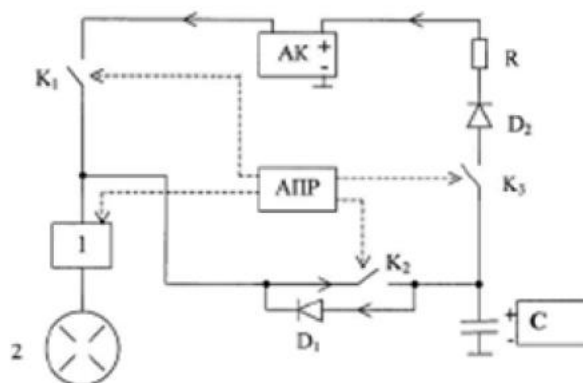 АК
+
-
R
K₁
D₂
АПР
K₃
1
K₂
D₁
+
-
C
2